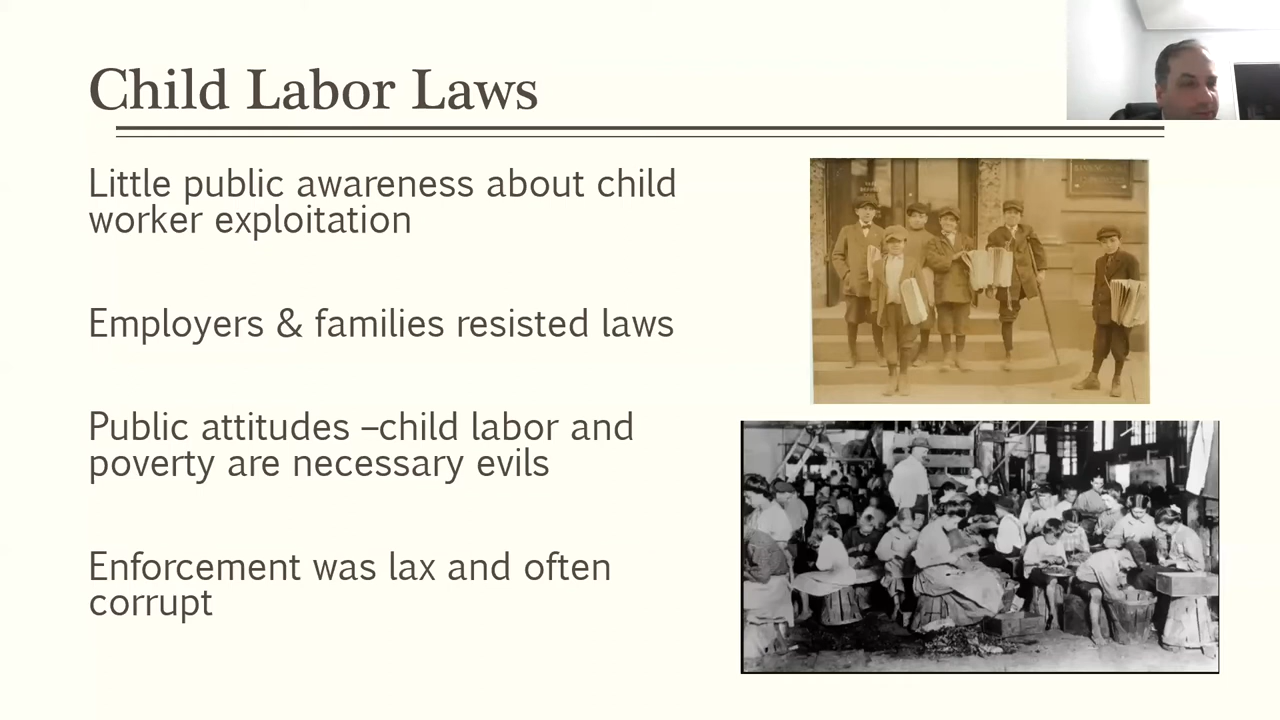 Child Labor Laws
Little public awareness about child
worker exploitation
Employers & families resisted laws
Public attitudes –child labor and
poverty are necessary evils
Enforcement was lax and often
corrupt